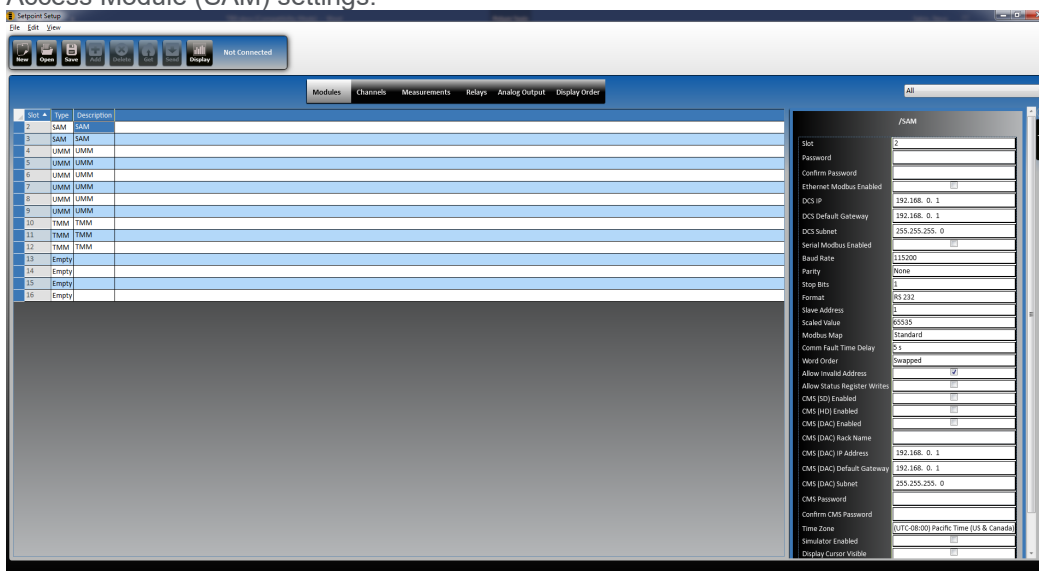 Access Module (SAM) settings.
Setpoint Setup
File Edit View
New Open Save Add Delete Get Send Display Not Connected
Modules Channels Measurements Relays Analog Output Display Order All
Slot Type Description
2 SAM SAM
3 SAM SAM
4 UMM UMM
5 UMM UMM
6 UMM UMM
7 UMM UMM
8 UMM UMM
9 UMM UMM
10 TMM TMM
11 TMM TMM
12 TMM TMM
13 Empty
14 Empty
15 Empty
16 Empty
/SAM
Slot 2
Password
Confirm Password
Ethernet Modbus Enabled
DCS IP 192.168. 0. 1
DCS Default Gateway 192.168. 0. 1
DCS Subnet 255.255.255. 0
Serial Modbus Enabled
Baud Rate 115200
Parity None
Stop Bits 1
Format RS 232
Slave Address 1
Scaled Value 65535
Modbus Map Standard
Comm Fault Time Delay 5 s
Word Order Swapped
Allow Invalid Address
Allow Status Register Writes
CMS (SD) Enabled
CMS (HD) Enabled
CMS (DAC) Enabled
CMS (DAC) Rack Name
CMS (DAC) IP Address 192.168. 0. 1
CMS (DAC) Default Gateway 192.168. 0. 1
CMS (DAC) Subnet 255.255.255. 0
CMS Password
Confirm CMS Password
Time Zone (UTC-08:00) Pacific Time (US & Canada)
Simulator Enabled
Display Cursor Visible